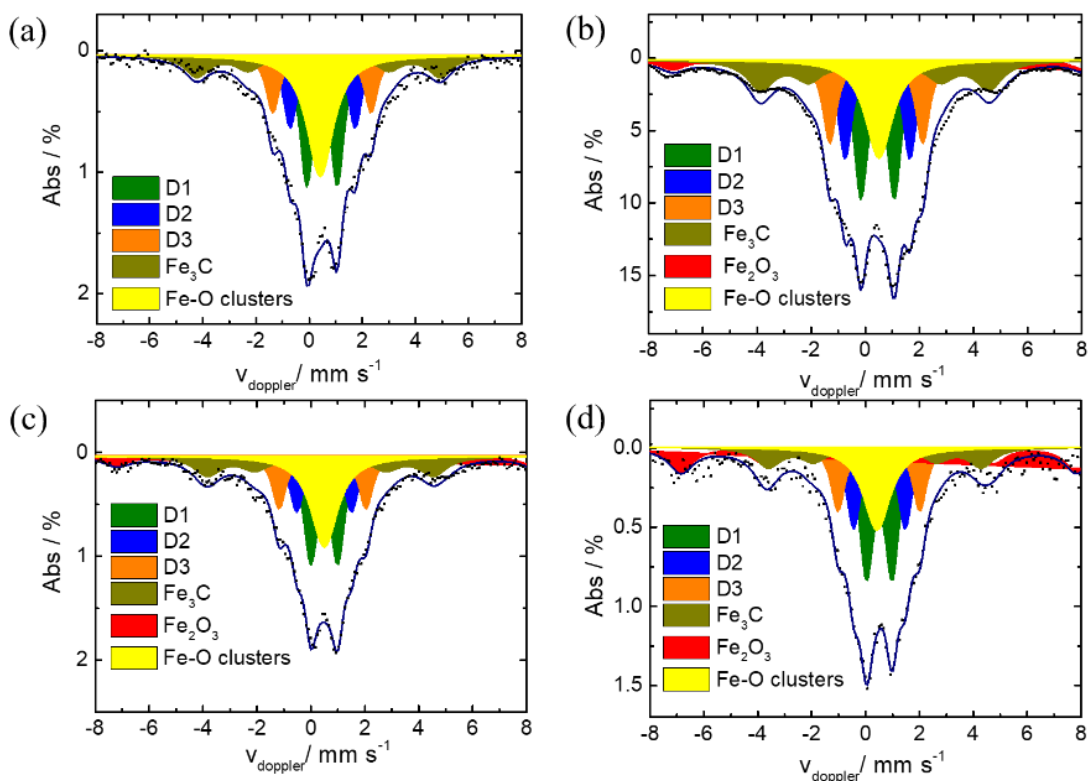 (a)
0
1
2
Abs / %
D1
D2
D3
Fe₃C
Fe-O clusters
-8 -6 -4 -2 0 2 4 6 8
v_doppler/ mm s⁻¹
(b)
0
5
10
15
Abs / %
D1
D2
D3
Fe₃C
Fe₂O₃
Fe-O clusters
-8 -6 -4 -2 0 2 4 6 8
v_doppler/ mm s⁻¹
(c)
0
1
2
Abs / %
D1
D2
D3
Fe₃C
Fe₂O₃
Fe-O clusters
-8 -6 -4 -2 0 2 4 6 8
v_doppler/ mm s⁻¹
(d)
0.0
0.5
1.0
1.5
Abs / %
D1
D2
D3
Fe₃C
Fe₂O₃
Fe-O clusters
-8 -6 -4 -2 0 2 4 6 8
v_doppler/ mm s⁻¹